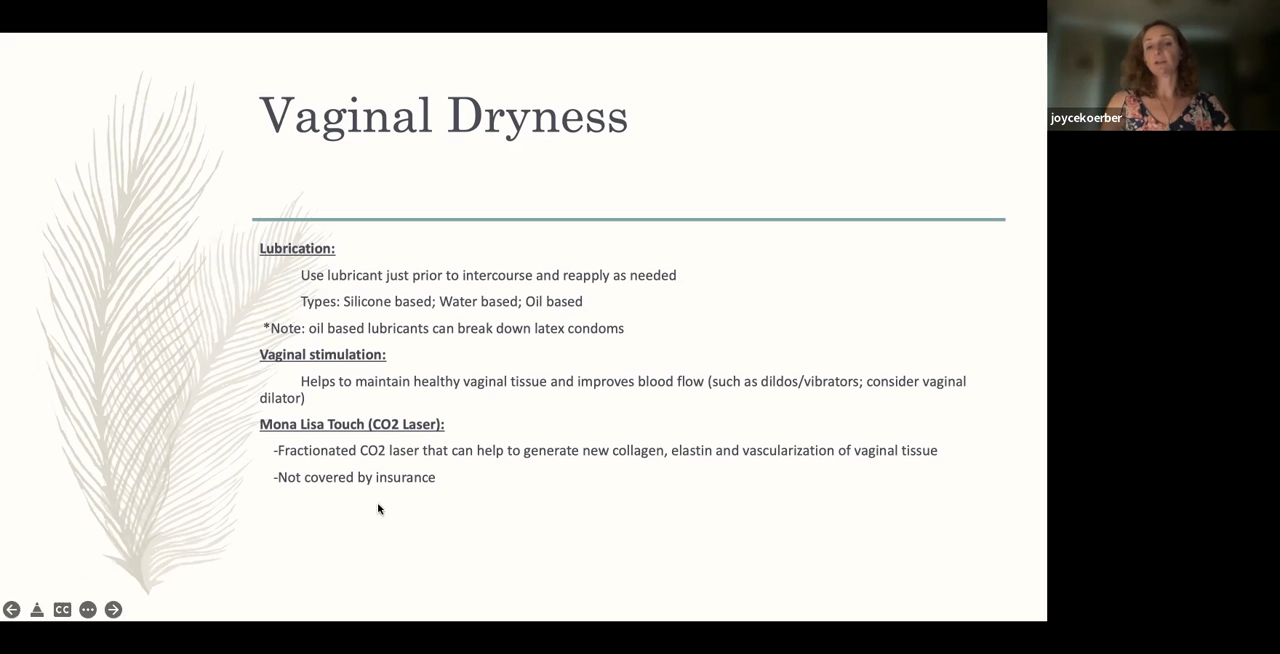 Vaginal Dryness
joycekoerber
Lubrication:
Use lubricant just prior to intercourse and reapply as needed
Types: Silicone based; Water based; Oil based
*Note: oil based lubricants can break down latex condoms
Vaginal stimulation:
Helps to maintain healthy vaginal tissue and improves blood flow (such as dildos/vibrators; consider vaginal
dilator)
Mona Lisa Touch (CO2 Laser):
-Fractionated CO2 laser that can help to generate new collagen, elastin and vascularization of vaginal tissue
-Not covered by insurance
CC